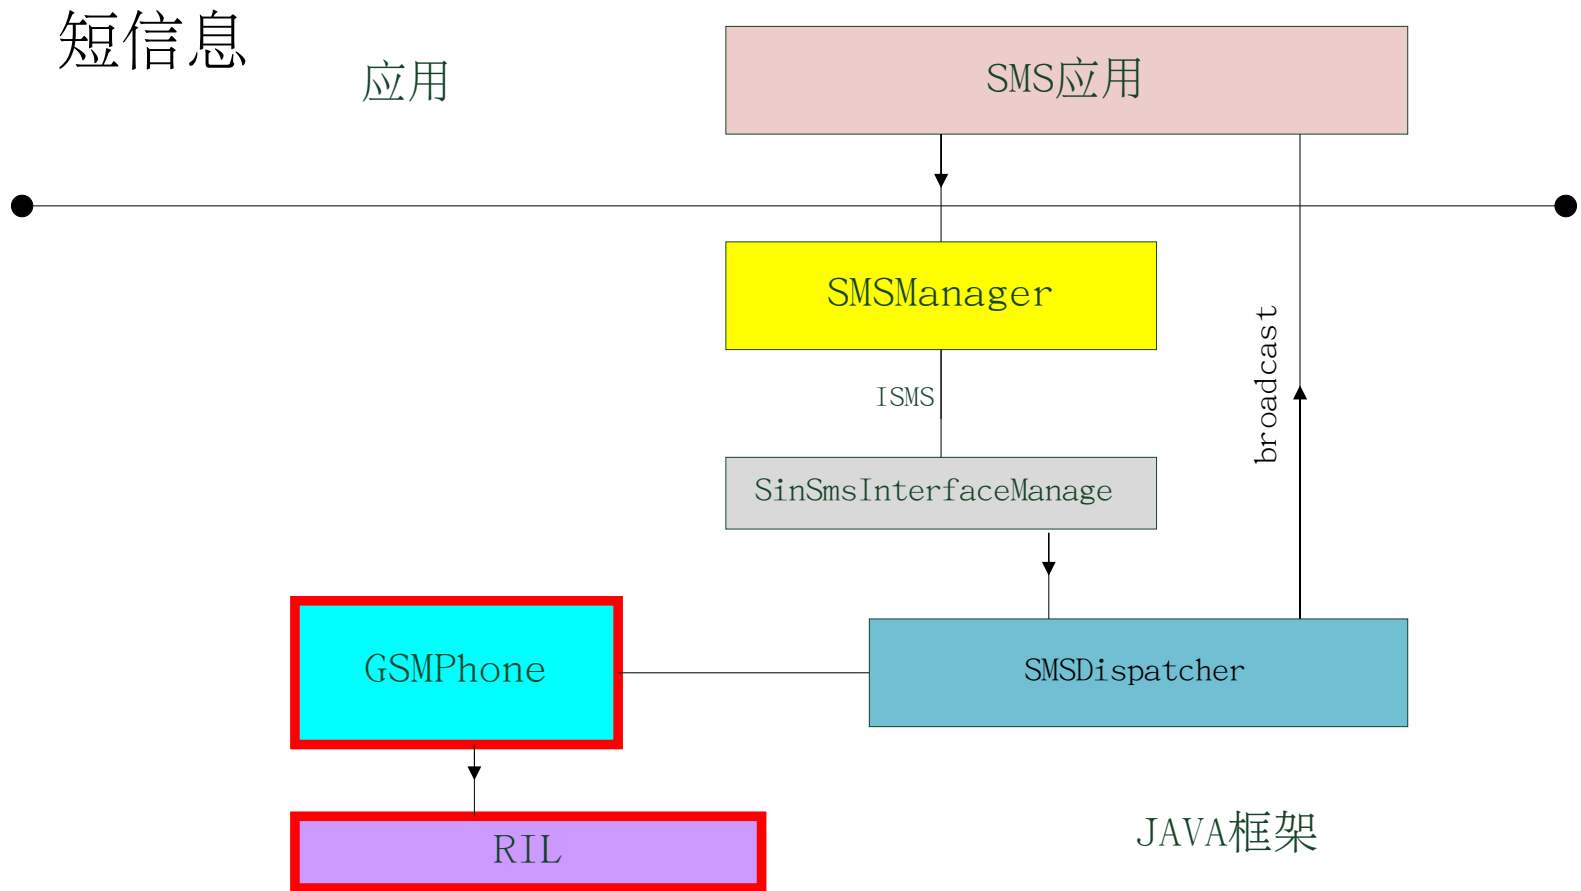 短信息
应用
SMS应用
SMSManager
ISMS
broadcast
SinSmsInterfaceManage
GSMPhone
SMSDispatcher
RIL
JAVA框架